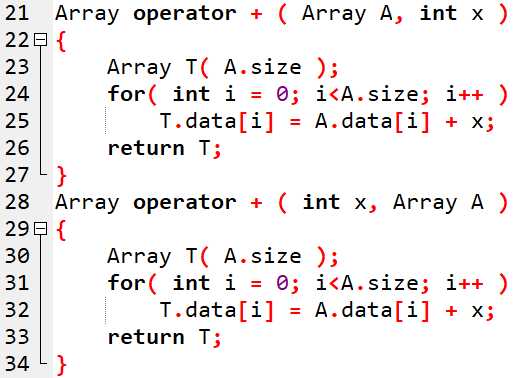 21 Array operator + ( Array A, int x )
22 {
23     Array T( A.size );
24     for( int i = 0; i<A.size; i++ )
25         T.data[i] = A.data[i] + x;
26     return T;
27 }
28 Array operator + ( int x, Array A )
29 {
30     Array T( A.size );
31     for( int i = 0; i<A.size; i++ )
32         T.data[i] = A.data[i] + x;
33     return T;
34 }